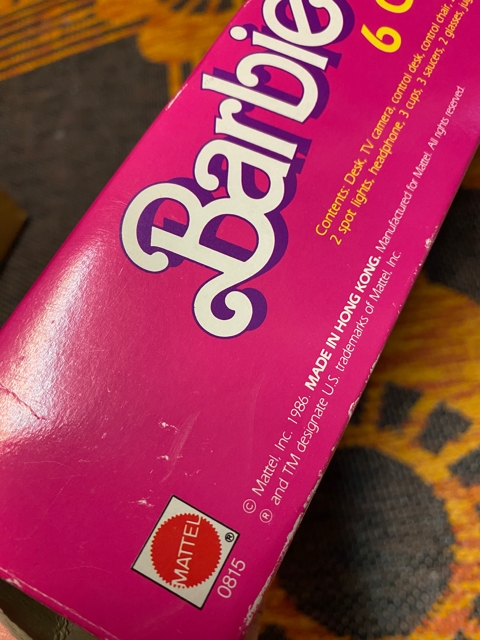 Barbie
6
Contents: Desk, TV camera, control desk, control chair,
2 spot lights, headphone, 3 cups, 3 saucers, 2 glasses,
© Mattel, Inc. 1986. MADE IN HONG KONG. Manufactured for Mattel. All rights reserved.
® and TM designate U.S. trademarks of Mattel, Inc.
MATTEL ®
0815